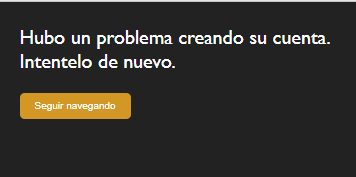 Hubo un problema creando su cuenta.
Intentelo de nuevo.
Seguir navegando